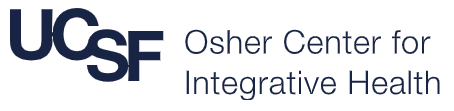 UCSF
Osher Center for
Integrative Health